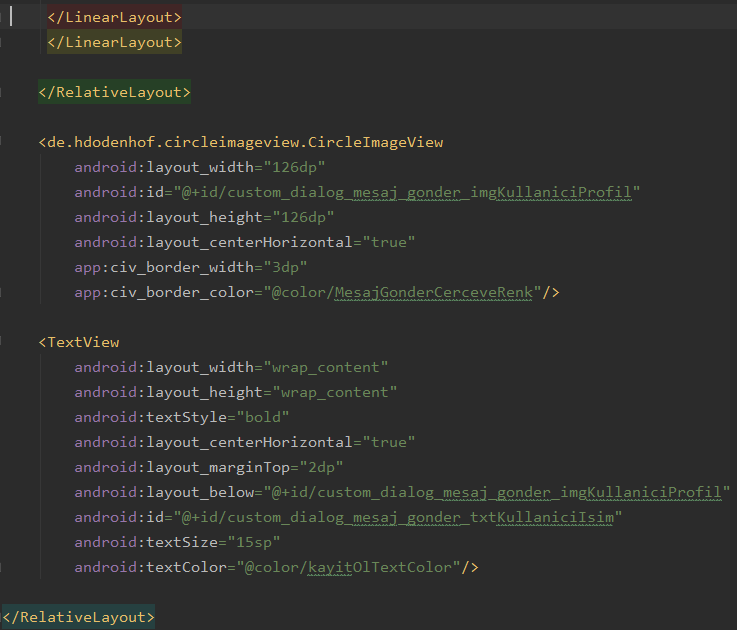 </LinearLayout>
</LinearLayout>
</RelativeLayout>
<de.hdodenhof.circleimageview.CircleImageView
android:layout_width="126dp"
android:id="@+id/custom_dialog_mesaj_gonder_imgKullaniciProfil"
android:layout_height="126dp"
android:layout_centerHorizontal="true"
app:civ_border_width="3dp"
app:civ_border_color="@color/MesajGonderCerceveRenk"/>
<TextView
android:layout_width="wrap_content"
android:layout_height="wrap_content"
android:textStyle="bold"
android:layout_centerHorizontal="true"
android:layout_marginTop="2dp"
android:layout_below="@+id/custom_dialog_mesaj_gonder_imgKullaniciProfil"
android:id="@+id/custom_dialog_mesaj_gonder_txtKullaniciIsim"
android:textSize="15sp"
android:textColor="@color/kayitOlTextColor"/>
</RelativeLayout>